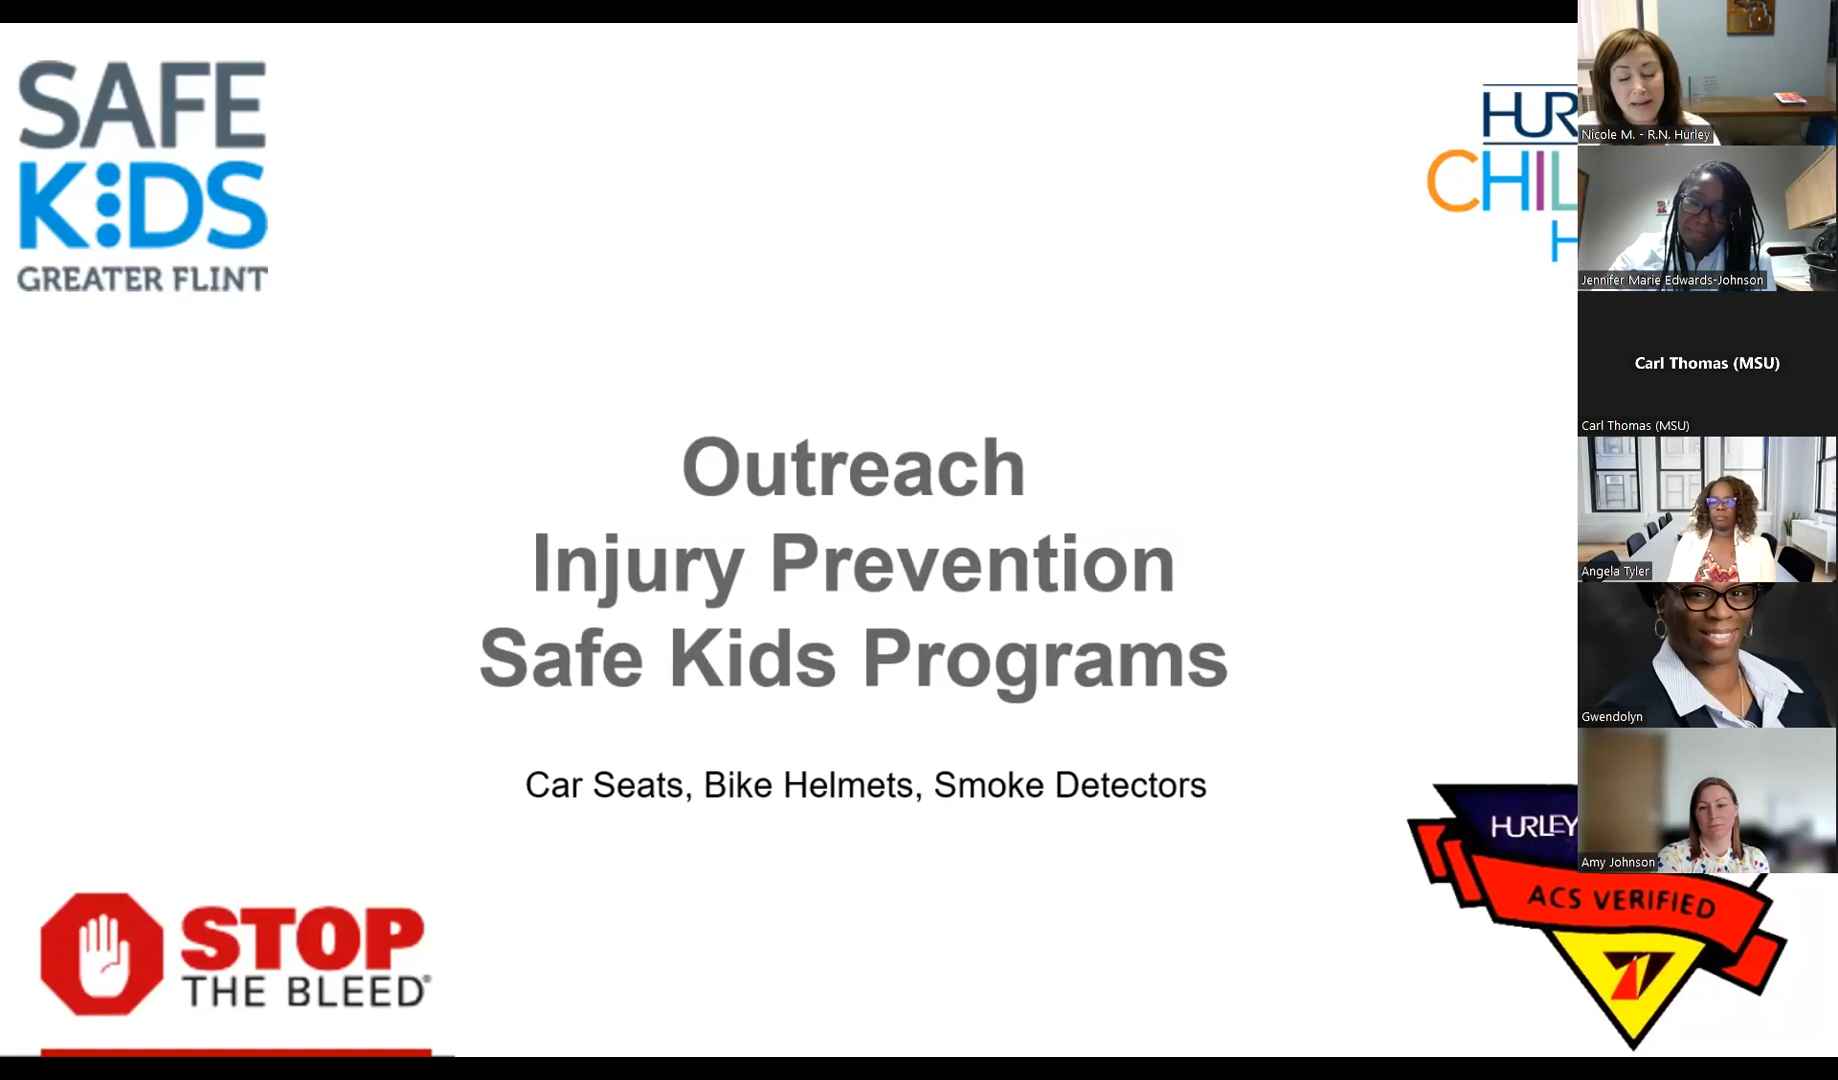 SAFE
KIDS
GREATER FLINT
HUR
CHIL
H
Outreach
Injury Prevention
Safe Kids Programs
Car Seats, Bike Helmets, Smoke Detectors
STOP
THE BLEED®
HURLEY
ACS VERIFIED
Nicole M. - R.N. Hurley
Jennifer Marie Edwards-Johnson
Carl Thomas (MSU)
Carl Thomas (MSU)
Angela Tyler
Gwendolyn
Amy Johnson